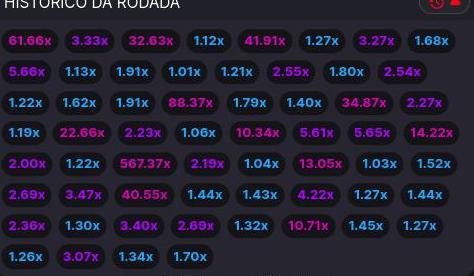 HISTÓRICO DA RODADA
61.66x 3.33x 32.63x 1.12x 41.91x 1.27x 3.27x 1.68x
5.66x 1.13x 1.91x 1.01x 1.21x 2.55x 1.80x 2.54x
1.22x 1.62x 1.91x 88.37x 1.79x 1.40x 34.87x 2.27x
1.19x 22.66x 2.23x 1.06x 10.34x 5.61x 5.65x 14.22x
2.00x 1.22x 567.37x 2.19x 1.04x 13.05x 1.03x 1.52x
2.69x 3.47x 40.55x 1.44x 1.43x 4.22x 1.27x 1.44x
2.36x 1.30x 3.40x 2.69x 1.32x 10.71x 1.45x 1.27x
1.26x 3.07x 1.34x 1.70x